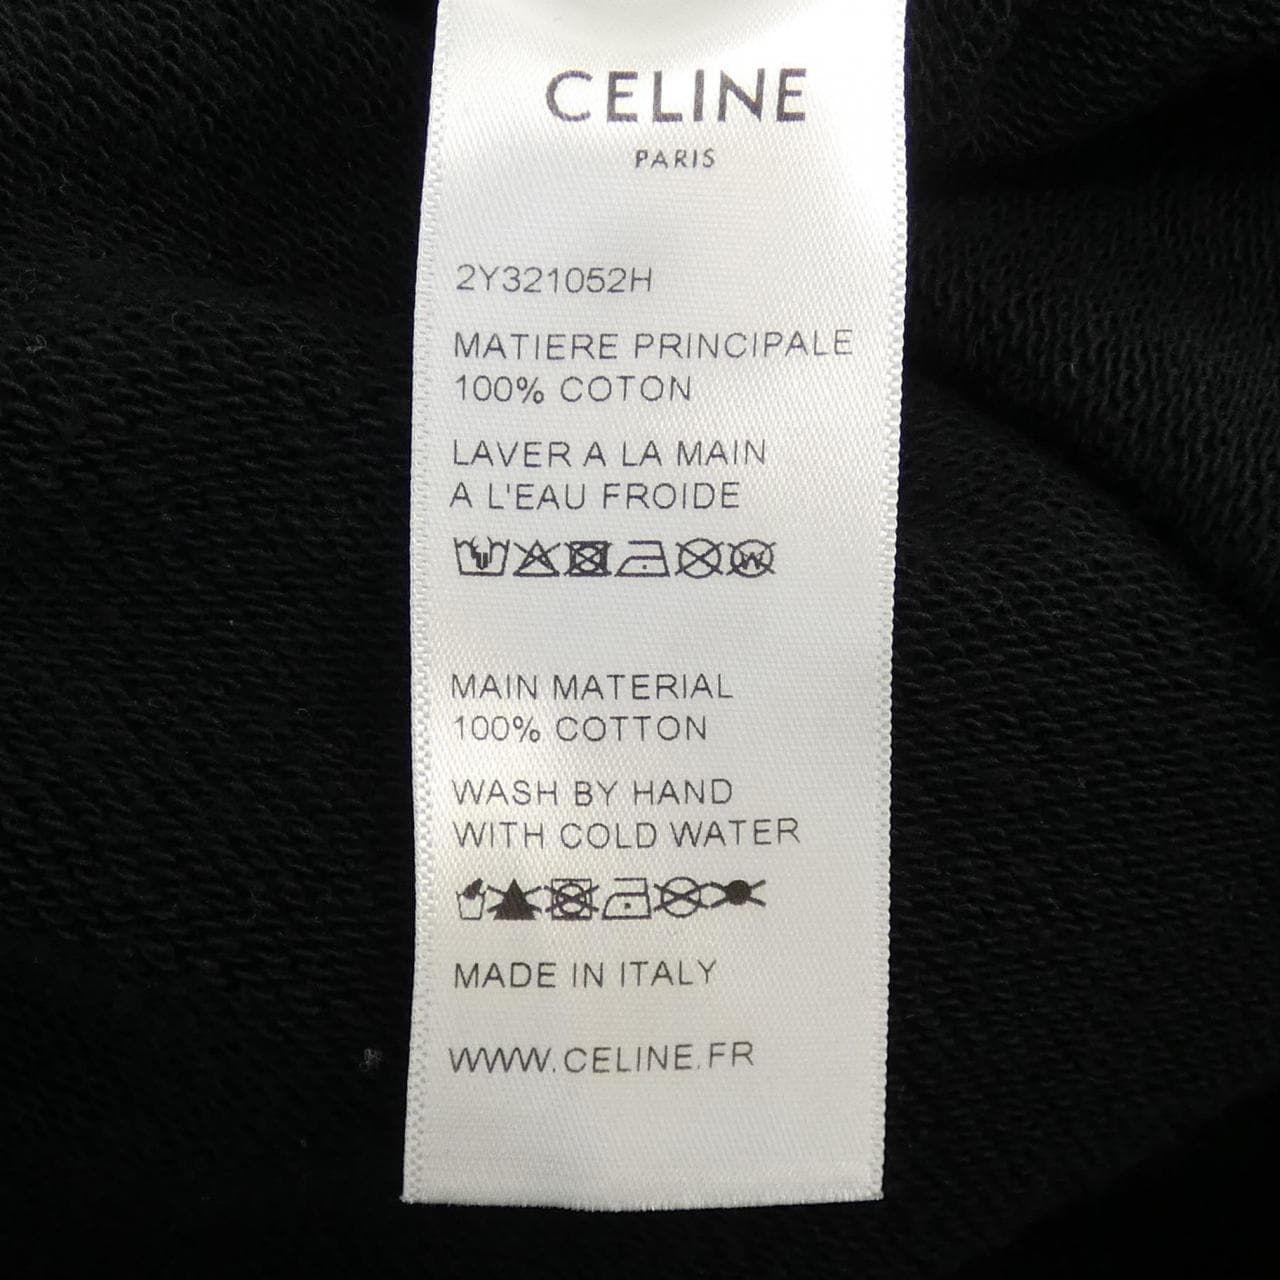 CELINE
PARIS
2Y321052H
MATIERE PRINCIPALE
100% COTON
LAVER A LA MAIN
A L'EAU FROIDE
W
MAIN MATERIAL
100% COTTON
WASH BY HAND
WITH COLD WATER
MADE IN ITALY
WWW.CELINE.FR